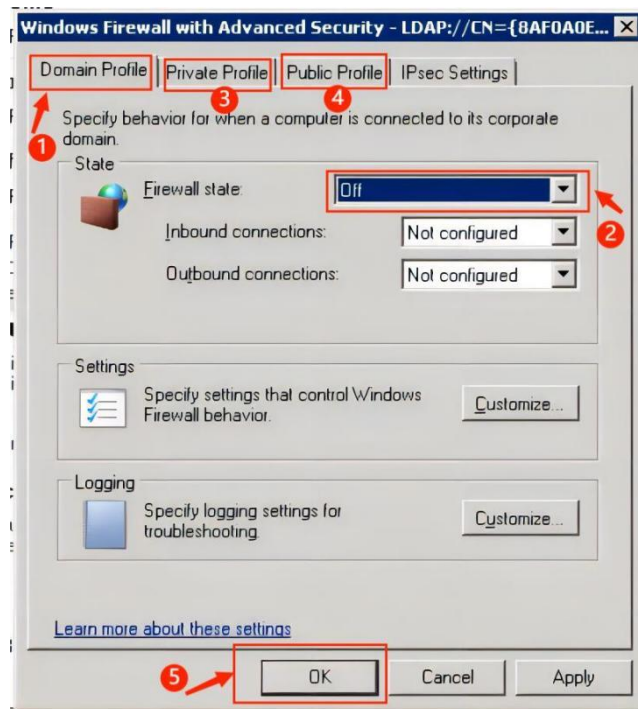 Windows Firewall with Advanced Security - LDAP://CN={8AF0A0E... X
Domain Profile Private Profile Public Profile IPsec Settings
1 3 4
Specify behavior for when a computer is connected to its corporate
domain.
State
Firewall state: Off
2
Inbound connections: Not configured
Outbound connections: Not configured
Settings
Specify settings that control Windows
Firewall behavior.
Customize...
Logging
Specify logging settings for
troubleshooting.
Customize...
Learn more about these settings
5
OK Cancel Apply